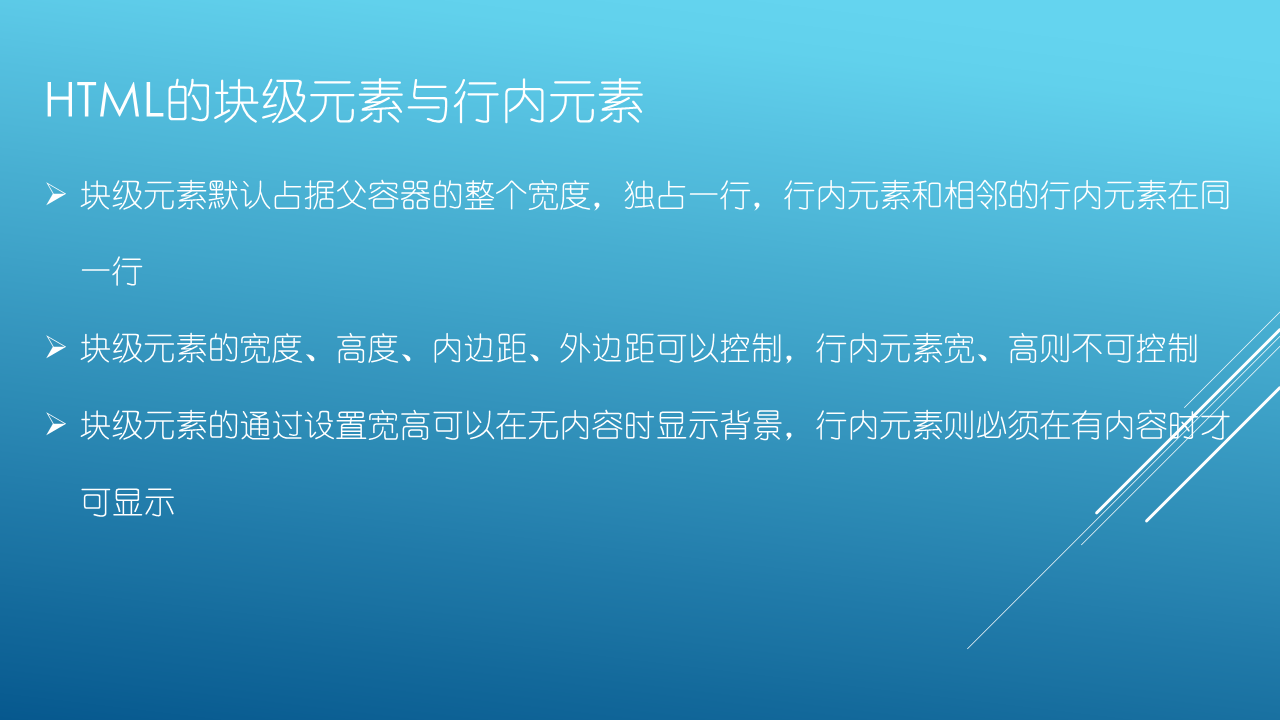 HTML的块级元素与行内元素
块级元素默认占据父容器的整个宽度，独占一行，行内元素和相邻的行内元素在同
一行
块级元素的宽度、高度、内边距、外边距可以控制，行内元素宽、高则不可控制
块级元素的通过设置宽高可以在无内容时显示背景，行内元素则必须在有内容时才
可显示